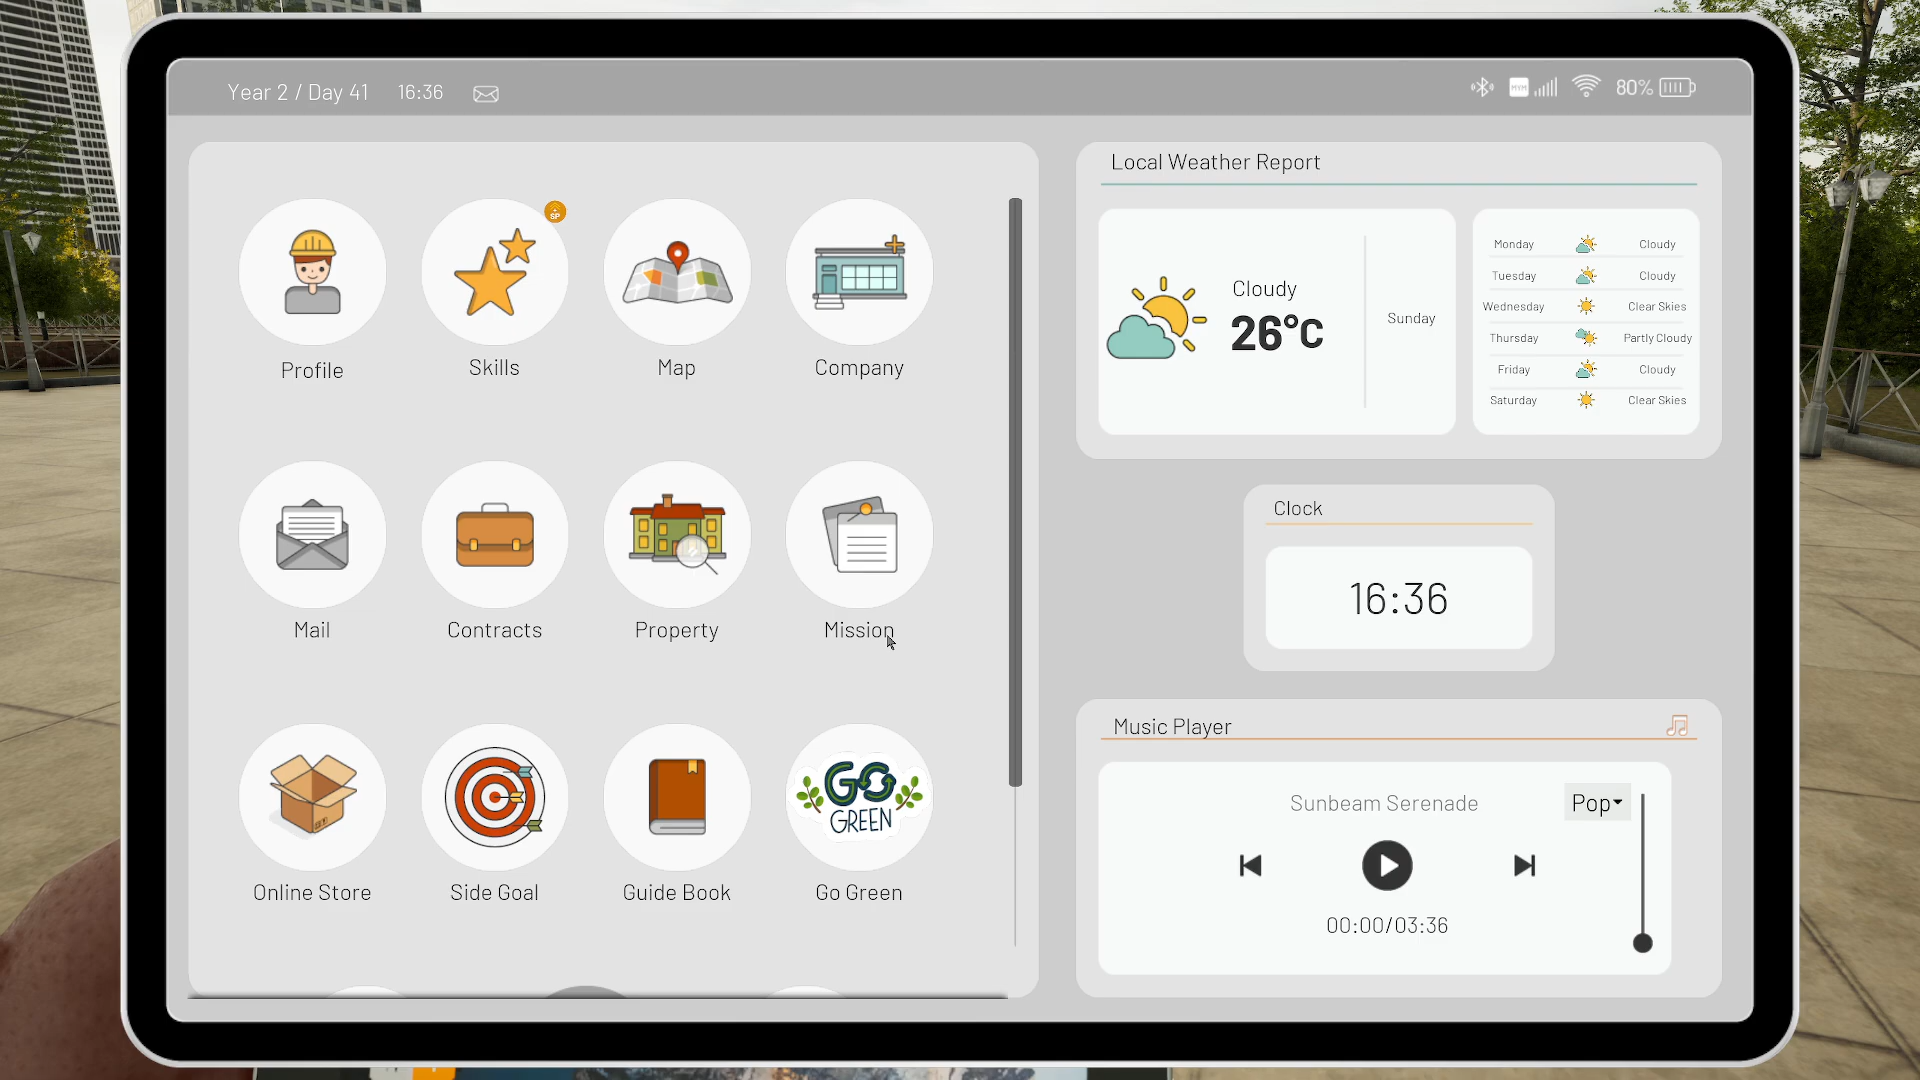 Year 2 / Day 41 16:36
MYM 80%
SP
Profile Skills Map Company
Mail Contracts Property Mission
Online Store Side Goal Guide Book Go Green
GO
GREEN
Local Weather Report
Cloudy
26°C
Sunday
Monday Cloudy
Tuesday Cloudy
Wednesday Clear Skies
Thursday Partly Cloudy
Friday Cloudy
Saturday Clear Skies
Clock
16:36
Music Player
Sunbeam Serenade
Pop
00:00/03:36